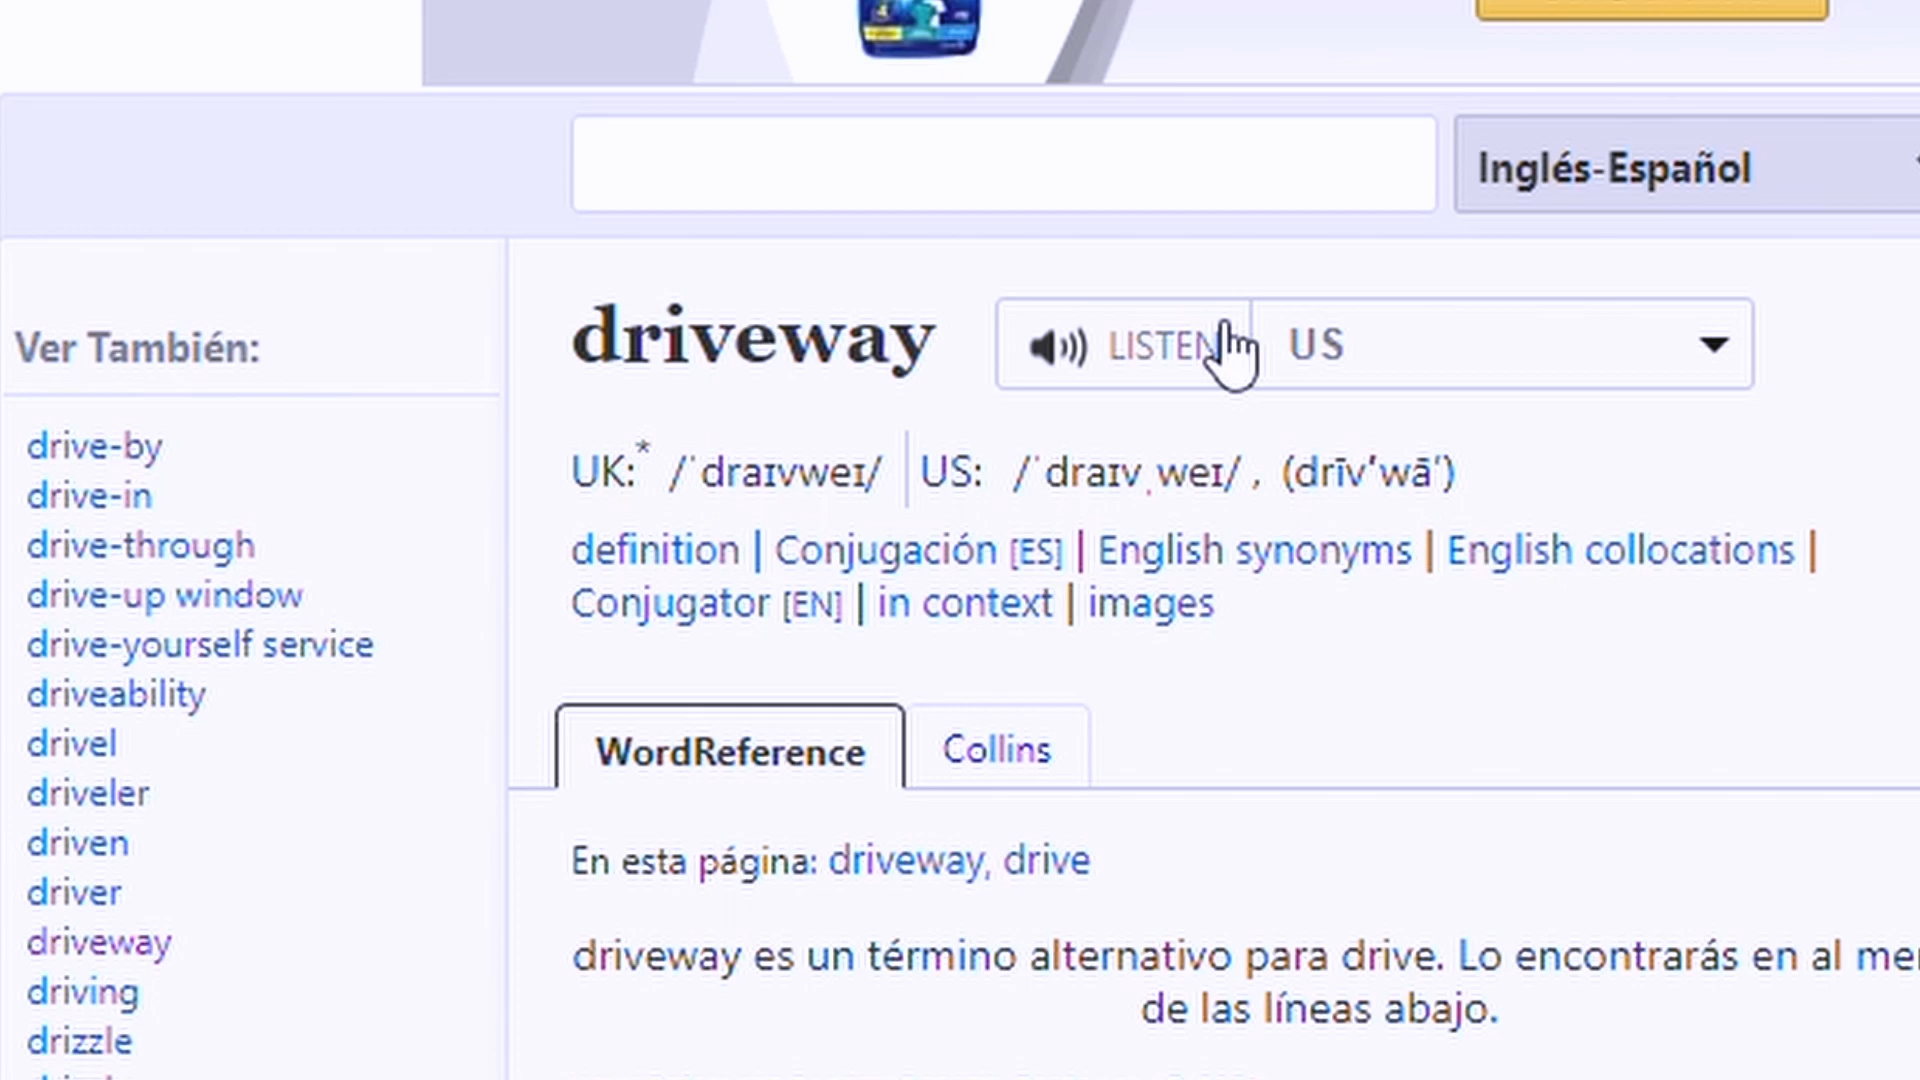 Inglés-Español
driveway
LISTEN
US
UK:* /ˈdraɪvweɪ/
US: /ˈdraɪvˌweɪ/ , (drīv′wā′)
definition | Conjugación [ES] | English synonyms | English collocations |
Conjugator [EN] | in context | images
WordReference
Collins
En esta página: driveway, drive
driveway es un término alternativo para drive. Lo encontrarás en al
de las líneas abajo.
Ver También:
drive-by
drive-in
drive-through
drive-up window
drive-yourself service
driveability
drivel
driveler
driven
driver
driveway
driving
drizzle